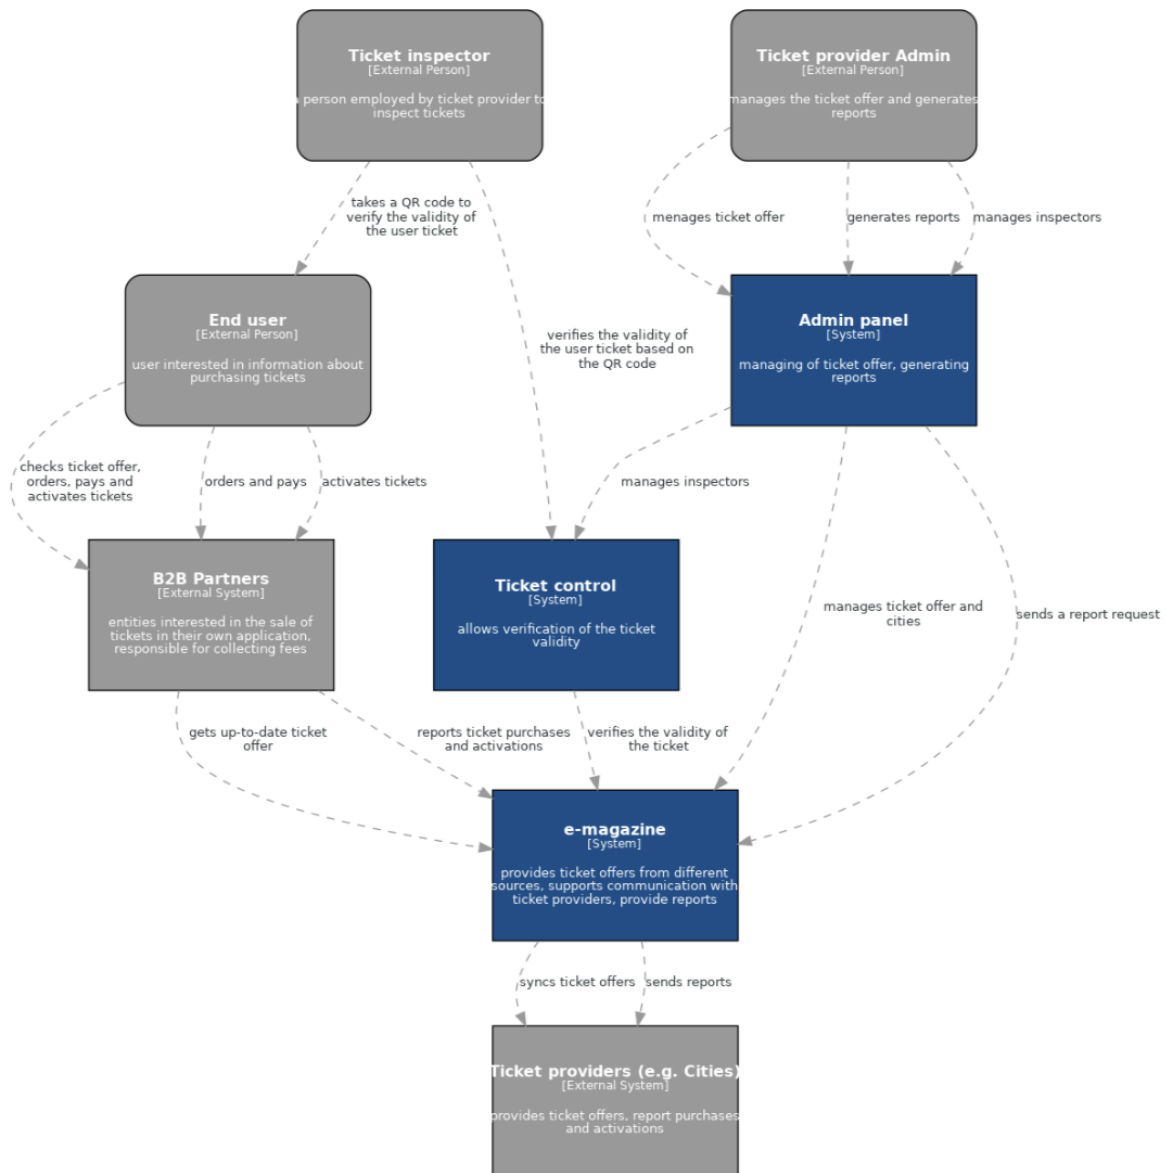 Ticket inspector
[External Person]
a person employed by ticket provider to
inspect tickets
Ticket provider Admin
[External Person]
manages the ticket offer and generates
reports
takes a QR code to
verify the validity of
the user ticket
menages ticket offer
generates reports
manages inspectors
End user
[External Person]
user interested in information about
purchasing tickets
verifies the validity of
the user ticket based on
the QR code
Admin panel
[System]
managing of ticket offer, generating
reports
checks ticket offer,
orders, pays and
activates tickets
orders and pays
activates tickets
manages inspectors
B2B Partners
[External System]
entities interested in the sale of
tickets in their own application,
responsible for collecting fees
Ticket control
[System]
allows verification of the ticket
validity
manages ticket offer and
cities
sends a report request
gets up-to-date ticket
offer
reports ticket purchases
and activations
verifies the validity of
the ticket
e-magazine
[System]
provides ticket offers from different
sources, supports communication with
ticket providers, provide reports
syncs ticket offers
sends reports
Ticket providers (e.g. Cities)
[External System]
provides ticket offers, report purchases
and activations